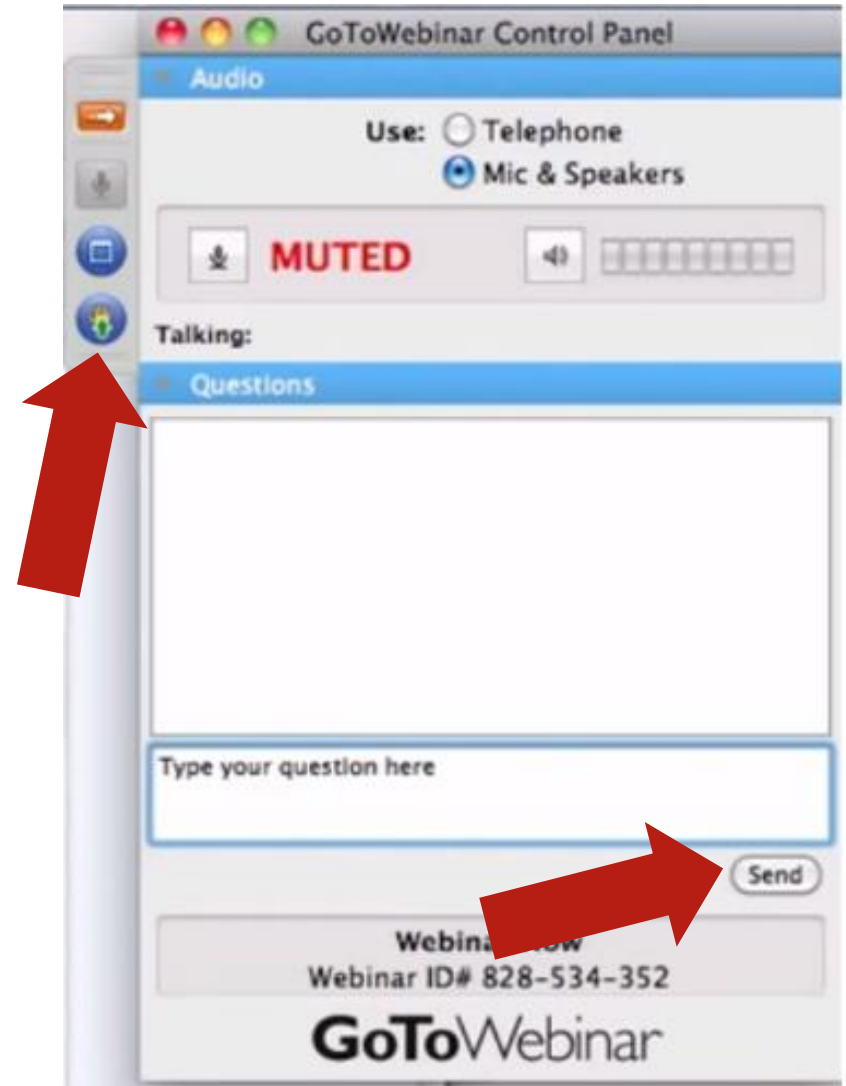 GoToWebinar Control Panel
Audio
Use: Telephone
Mic & Speakers
MUTED
Talking:
Questions
Type your question here
Send
Webinar ID# 828-534-352
GoToWebinar